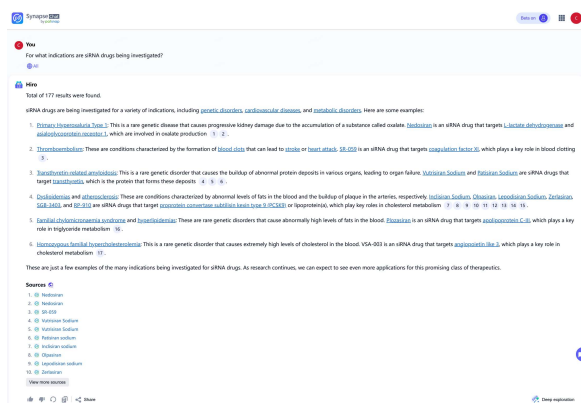 Synapse Chat
by patsnap
Beta on
C
C You
For what indications are siRNA drugs being investigated?
All
Hiro
Total of 177 results were found.
siRNA drugs are being investigated for a variety of indications, including genetic disorders, cardiovascular diseases, and metabolic disorders. Here are some examples:
1. Primary Hyperoxaluria Type 1: This is a rare genetic disease that causes progressive kidney damage due to the accumulation of a substance called oxalate. Nedosiran is an siRNA drug that targets L-lactate dehydrogenase and
asialoglycoprotein receptor 1, which are involved in oxalate production 1 2 .
2. Thromboembolism: These are conditions characterized by the formation of blood clots that can lead to stroke or heart attack. SR-059 is an siRNA drug that targets coagulation factor XI, which plays a key role in blood clotting
3 .
3. Transthyretin-related amyloidosis: This is a rare genetic disorder that causes the buildup of abnormal protein deposits in various organs, leading to organ failure. Vutrisiran Sodium and Patisiran Sodium are siRNA drugs that
target transthyretin, which is the protein that forms these deposits 4 5 6 .
4. Dyslipidemias and atherosclerosis: These are conditions characterized by abnormal levels of fats in the blood and the buildup of plaque in the arteries, respectively. Inclisiran Sodium, Olpasiran, Lepodisiran Sodium, Zerlasiran,
SGB-3403, and RP-910 are siRNA drugs that target proprotein convertase subtilisin kexin type 9 (PCSK9) or lipoprotein(a), which play key roles in cholesterol metabolism 7 8 9 10 11 12 13 14 15 .
5. Familial chylomicronaemia syndrome and hyperlipidemias: These are rare genetic disorders that cause abnormally high levels of fats in the blood. Plozasiran is an siRNA drug that targets apolipoprotein C-III, which plays a key
role in triglyceride metabolism 16 .
6. Homozygous familial hypercholesterolemia: This is a rare genetic disorder that causes extremely high levels of cholesterol in the blood. VSA-003 is an siRNA drug that targets angiopoietin like 3, which plays a key role in
cholesterol metabolism 17 .
These are just a few examples of the many indications being investigated for siRNA drugs. As research continues, we can expect to see even more applications for this promising class of therapeutics.
Sources
1. Nedosiran
2. Nedosiran
3. SR-059
4. Vutrisiran Sodium
5. Vutrisiran Sodium
6. Patisiran sodium
7. Inclisiran sodium
8. Olpasiran
9. Lepodisiran sodium
10. Zerlasiran
View more sources
Share
Deep exploration